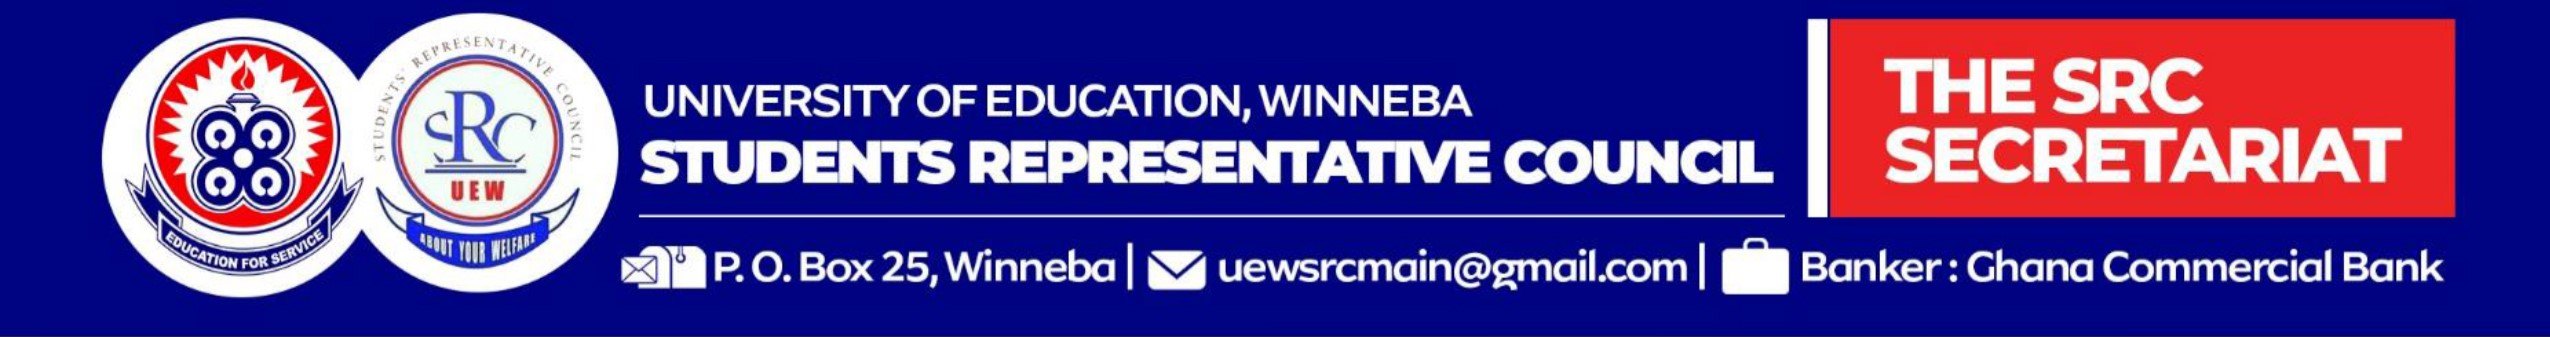 EDUCATION FOR SERVICE
STUDENTS' REPRESENTATIVE COUNCIL
SRC
UEW
ABOUT YOUR WELFARE
UNIVERSITY OF EDUCATION, WINNEBA
STUDENTS REPRESENTATIVE COUNCIL
THE SRC
SECRETARIAT
P. O. Box 25, Winneba | uewsrcmain@gmail.com | Banker : Ghana Commercial Bank